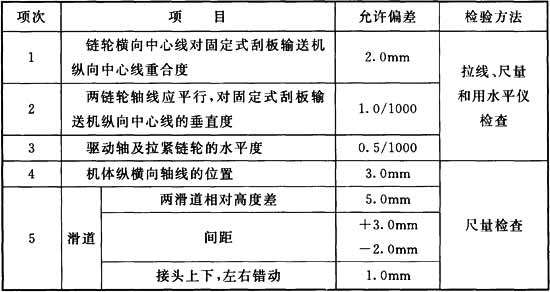 项次 项 目 允许偏差 检验方法
1 链轮横向中心线对固定式刮板输送机
纵向中心线重合度 2.0mm
2 两链轮轴线应平行,对固定式刮板输
送机纵向中心线的垂直度 1.0/1000
3 驱动轴及拉紧链轮的水平度 0.5/1000
拉线、尺量
和用水平仪
检查
4 机体纵横向轴线的位置 3.0mm
5 滑道 两滑道相对高度差 5.0mm
间距 +3.0mm
-2.0mm
接头上下,左右错动 1.0mm
尺量检查